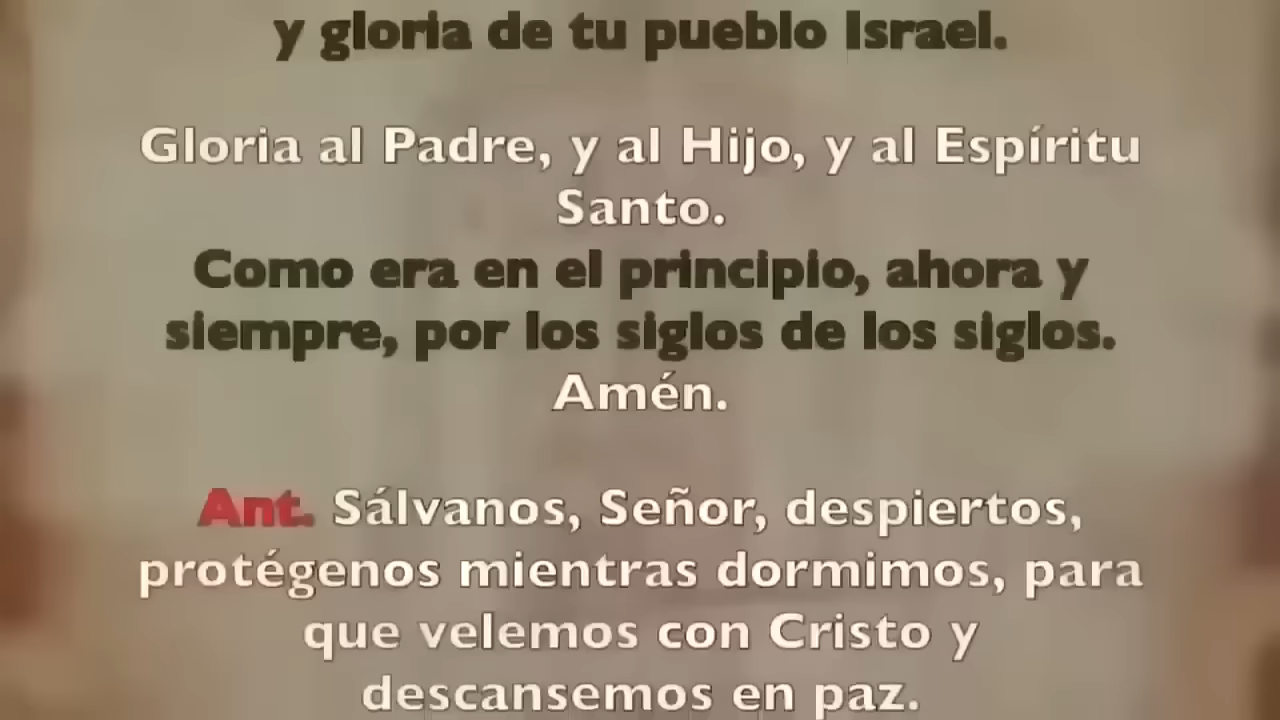 y gloria de tu pueblo Israel.
Gloria al Padre, y al Hijo, y al Espíritu
Santo.
Como era en el principio, ahora y
siempre, por los siglos de los siglos.
Amén.
Ant. Sálvanos, Señor, despiertos,
protégenos mientras dormimos, para
que velemos con Cristo y
descansemos en paz.